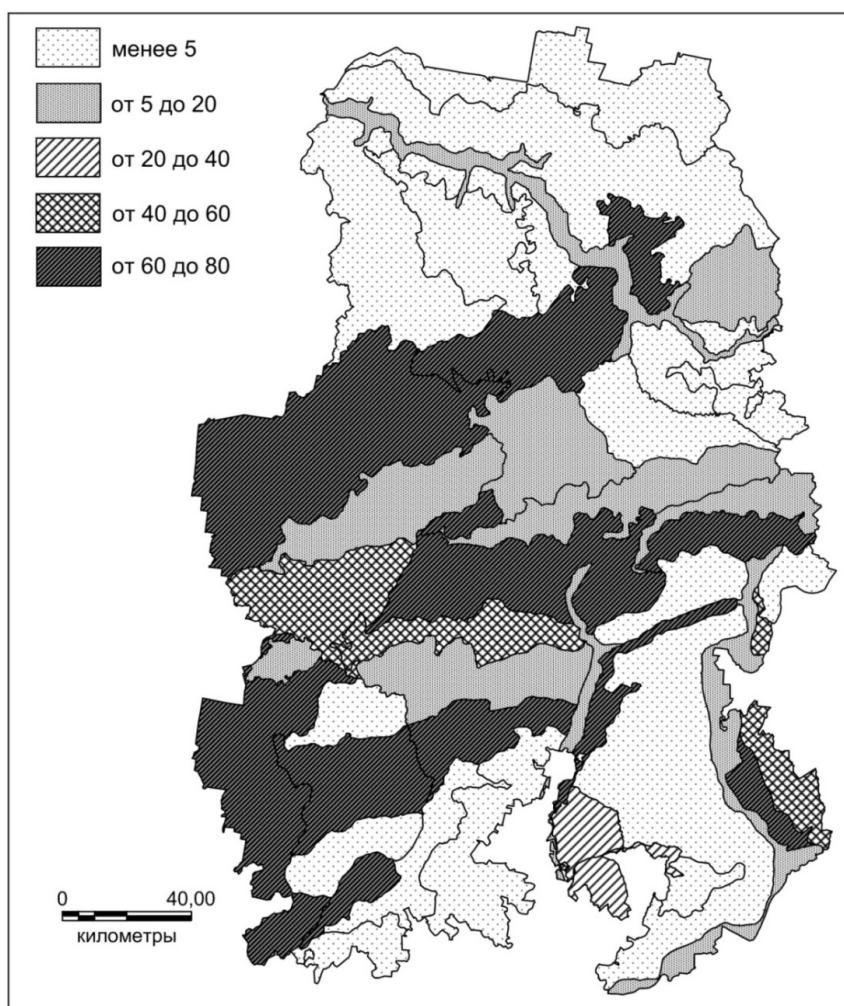 менее 5
от 5 до 20
от 20 до 40
от 40 до 60
от 60 до 80
0 40,00
километры